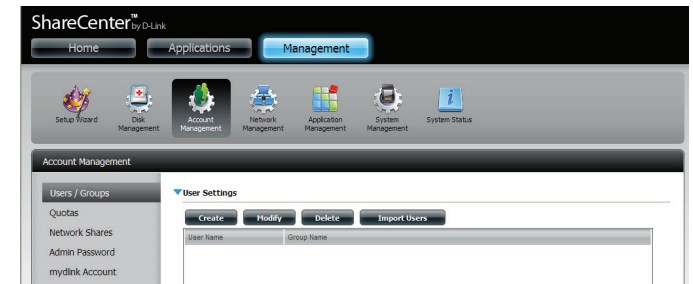 ShareCenter™ by D-Link
Home Applications Management
Setup Wizard Disk Management Account Management Network Management Application Management System Management System Status
Account Management
Users / Groups
Quotas
Network Shares
Admin Password
mydlink Account
User Settings
Create Modify Delete Import Users
User Name Group Name